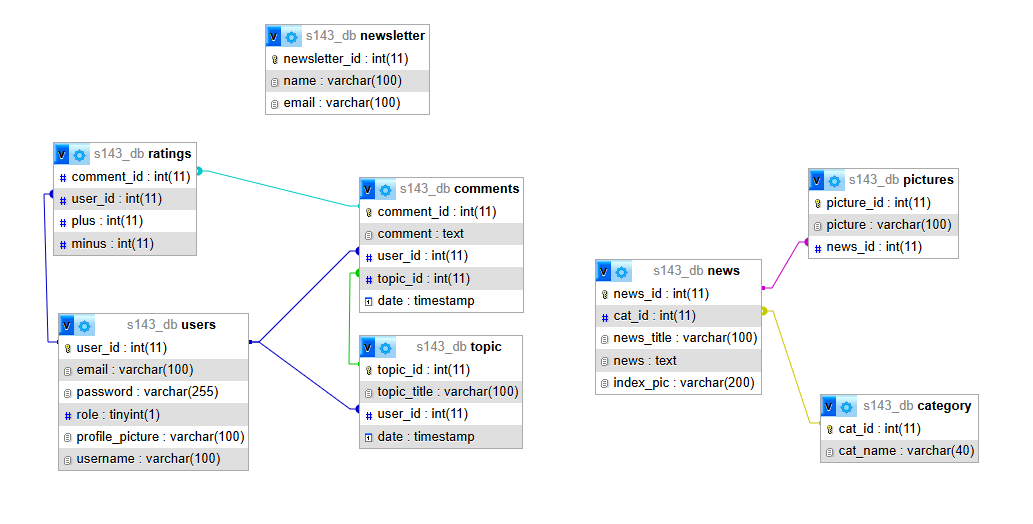 V s143_db newsletter
newsletter_id : int(11)
name : varchar(100)
email : varchar(100)
V s143_db ratings
# comment_id : int(11)
# user_id : int(11)
# plus : int(11)
# minus : int(11)
V s143_db comments
comment_id : int(11)
comment : text
# user_id : int(11)
# topic_id : int(11)
date : timestamp
V s143_db users
user_id : int(11)
email : varchar(100)
password : varchar(255)
# role : tinyint(1)
profile_picture : varchar(100)
username : varchar(100)
V s143_db topic
topic_id : int(11)
topic_title : varchar(100)
# user_id : int(11)
date : timestamp
V s143_db pictures
picture_id : int(11)
picture : varchar(100)
# news_id : int(11)
V s143_db news
news_id : int(11)
# cat_id : int(11)
news_title : varchar(100)
news : text
index_pic : varchar(200)
V s143_db category
cat_id : int(11)
cat_name : varchar(40)